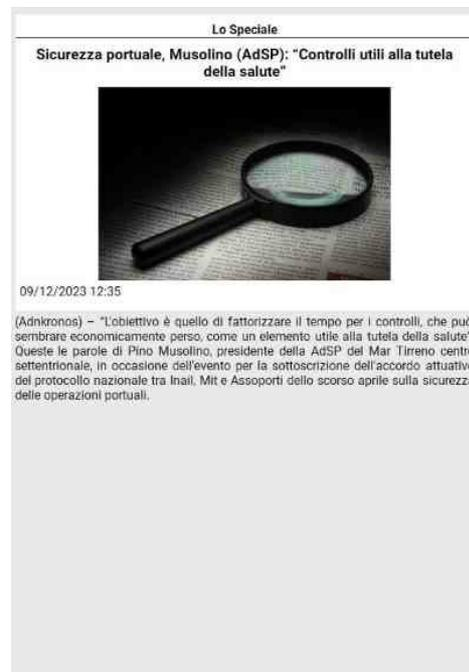 Lo Speciale
Sicurezza portuale, Musolino (AdSP): “Controlli utili alla tutela
della salute”
09/12/2023 12:35
(Adnkronos) – “L'obiettivo è quello di fattorizzare il tempo per i controlli, che può
sembrare economicamente perso, come un elemento utile alla tutela della salute”
Queste le parole di Pino Musolino, presidente della AdSP del Mar Tirreno centro
settentrionale, in occasione dell'evento per la sottoscrizione dell'accordo attuativo
del protocollo nazionale tra Inail, Mit e Assoporti dello scorso aprile sulla sicurezza
delle operazioni portuali.